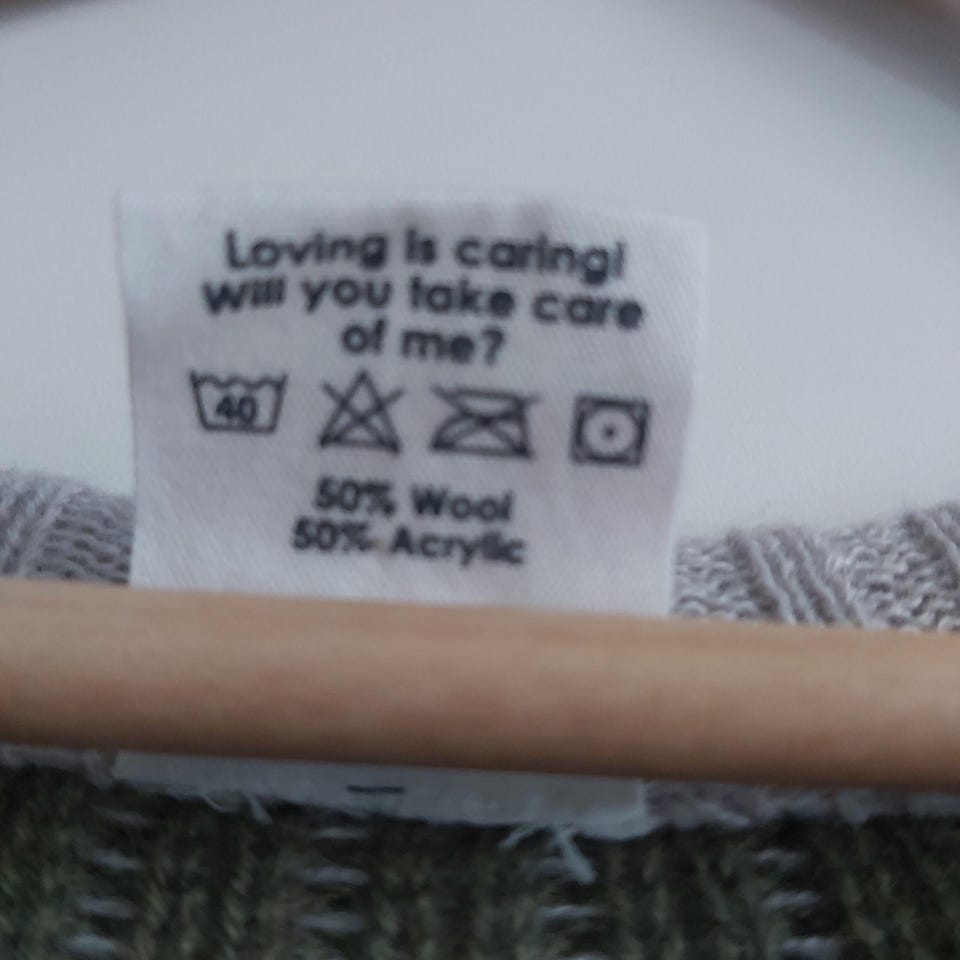 Loving is caring!
Will you take care
of me?
40
50% Wool
50% Acrylic